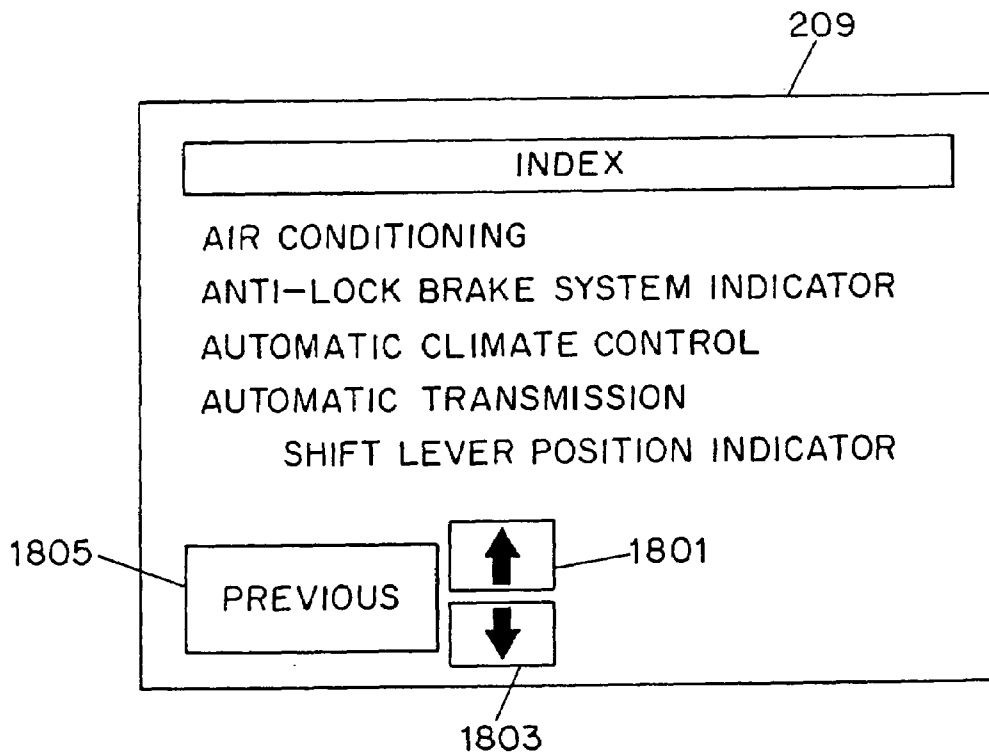 209
INDEX
AIR CONDITIONING
ANTI-LOCK BRAKE SYSTEM INDICATOR
AUTOMATIC CLIMATE CONTROL
AUTOMATIC TRANSMISSION
SHIFT LEVER POSITION INDICATOR
1805
PREVIOUS
1801
1803